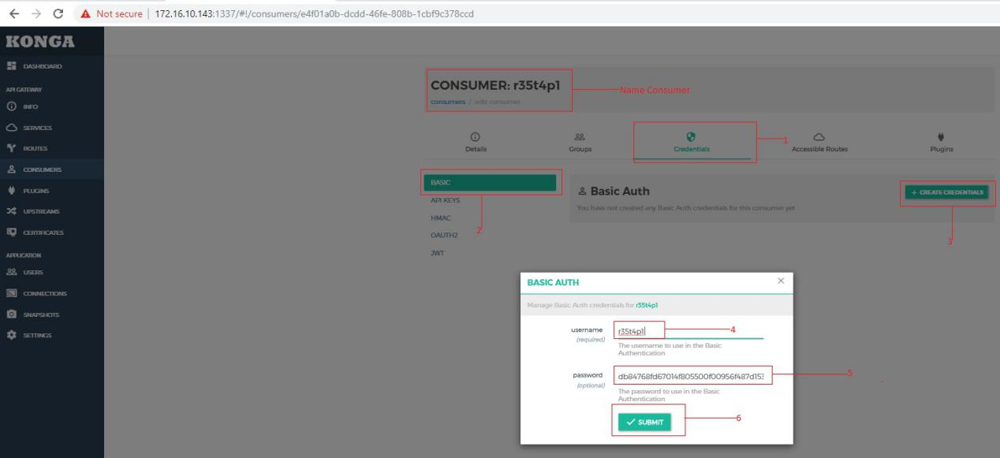 Not secure 172.16.10.143:1337/#!/consumers/e4f01a0b-dcdd-46fe-808b-1cbf9c378ccd
KONGA
DASHBOARD
API GATEWAY
INFO
SERVICES
ROUTES
CONSUMERS
PLUGINS
UPSTREAMS
CERTIFICATES
APPLICATION
USERS
CONNECTIONS
SNAPSHOTS
SETTINGS
CONSUMER: r35t4p1
consumers / edit consumer
Name Consumer
Details Groups Credentials Accessible Routes Plugins
1
BASIC
API KEYS
HMAC
OAUTH2
JWT
2
Basic Auth
You have not created any Basic Auth credentials for this consumer yet
+ CREATE CREDENTIALS
3
BASIC AUTH
Manage Basic Auth credentials for r35t4p1
username
(required)
r35t4p1
4
The username to use in the Basic
Authentication
password
(optional)
db84768fd67014f805500f00956f487d153
5
The password to use in the Basic
Authentication
SUBMIT
6